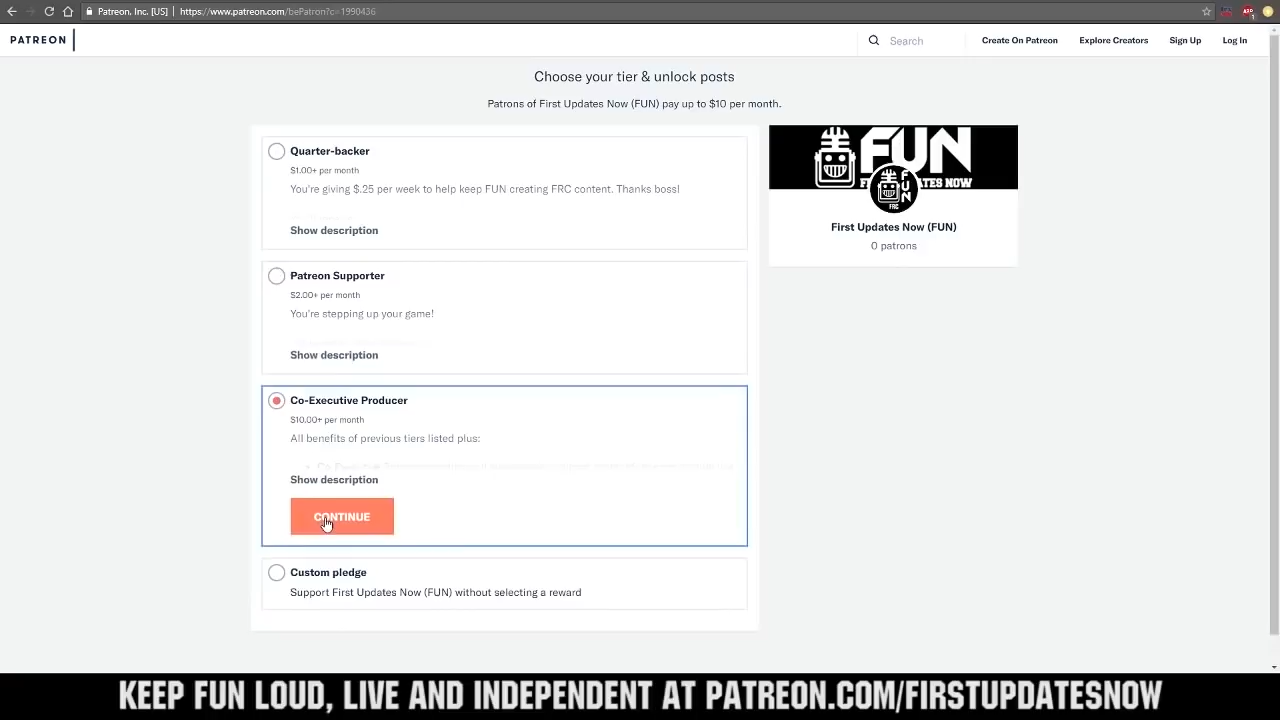 Patreon, Inc. [US] | https://www.patreon.com/bePatron?c=1990436
PATREON
Search
Create On Patreon
Explore Creators
Sign Up
Log In
Choose your tier & unlock posts
Patrons of First Updates Now (FUN) pay up to $10 per month.
Quarter-backer
$1.00+ per month
You're giving $.25 per week to help keep FUN creating FRC content. Thanks boss!
Show description
Patreon Supporter
$2.00+ per month
You're stepping up your game!
Show description
Co-Executive Producer
$10.00+ per month
All benefits of previous tiers listed plus:
Show description
CONTINUE
Custom pledge
Support First Updates Now (FUN) without selecting a reward
FUN
UPDATES NOW
FUN
FRC
First Updates Now (FUN)
0 patrons
KEEP FUN LOUD, LIVE AND INDEPENDENT AT PATREON.COM/FIRSTUPDATESNOW